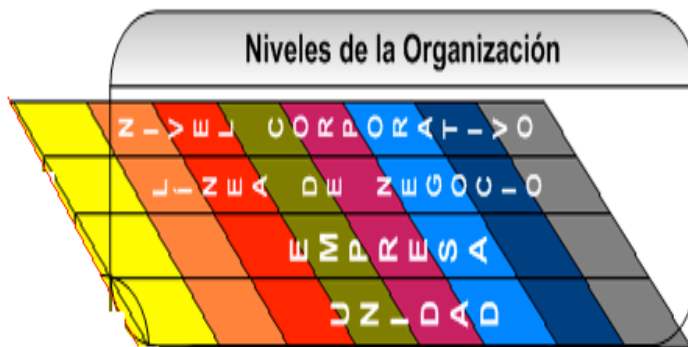 Niveles de la Organización
NIVEL CORPORATIVO
LíNEA DE NEGOCIO
EMPRESA
UNIDAD